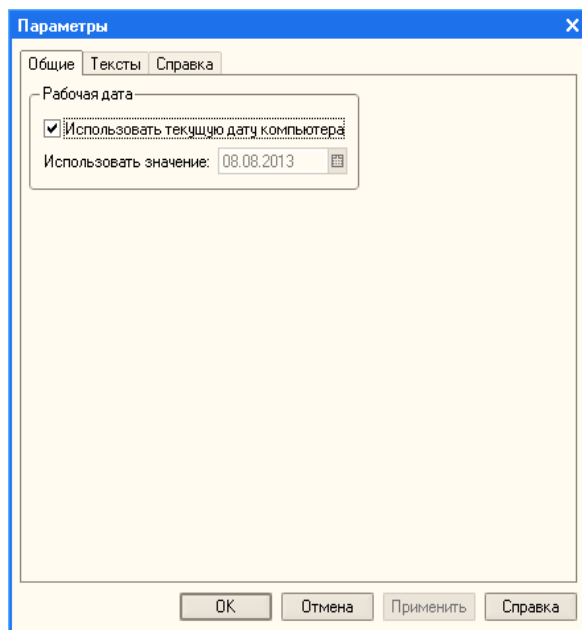 Параметры
Общие Тексты Справка
Рабочая дата
Использовать текущую дату компьютера
Использовать значение: 08.08.2013
OK Отмена Применить Справка